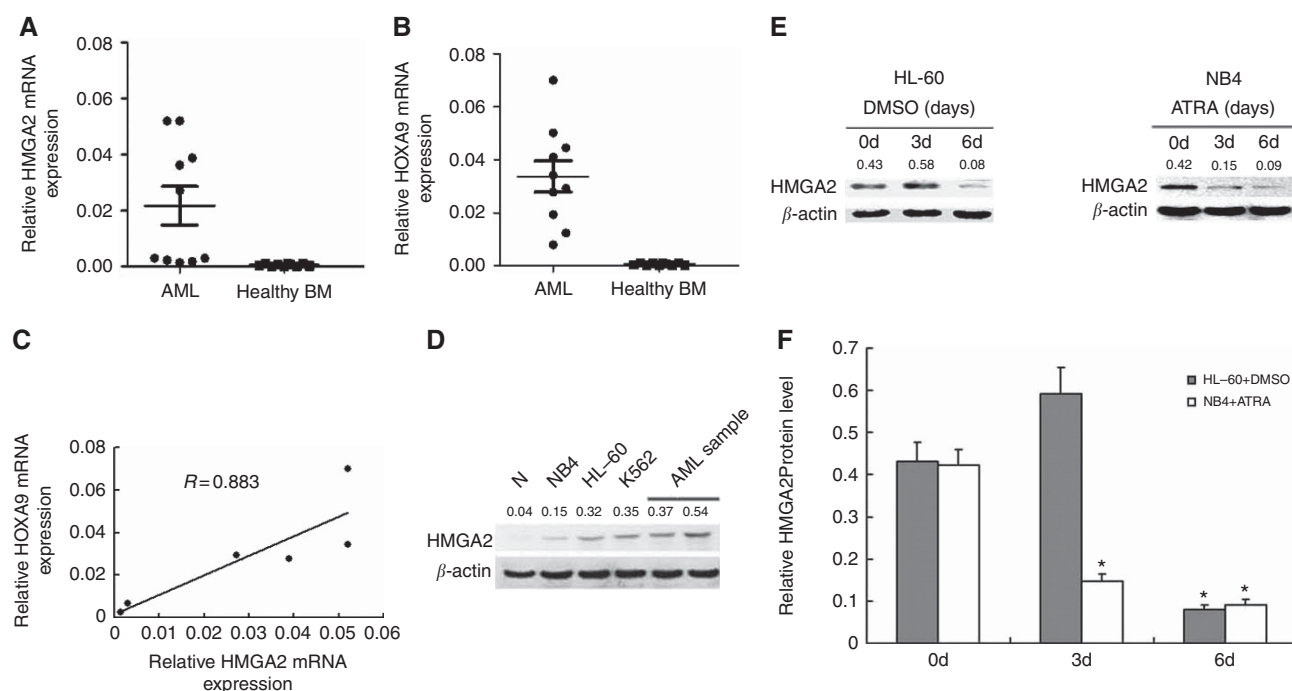 A
Relative HMGA2 mRNA
expression
0.08
0.06
0.04
0.02
0.00
AML
Healthy BM
B
Relative HOXA9 mRNA
expression
0.08
0.06
0.04
0.02
0.00
AML
Healthy BM
E
HL-60
DMSO (days)
0d 3d 6d
0.43 0.58 0.08
HMGA2
β-actin
NB4
ATRA (days)
0d 3d 6d
0.42 0.15 0.09
HMGA2
β-actin
C
Relative HOXA9 mRNA
expression
0.08
0.06
0.04
0.02
0
R=0.883
0 0.01 0.02 0.03 0.04 0.05 0.06
Relative HMGA2 mRNA
expression
D
N NB4 HL–60 K562 AML sample
0.04 0.15 0.32 0.35 0.37 0.54
HMGA2
β-actin
F
Relative HMGA2Protein level
0.7
0.6
0.5
0.4
0.3
0.2
0.1
0
HL–60+DMSO
NB4+ATRA
*
* *
0d 3d 6d